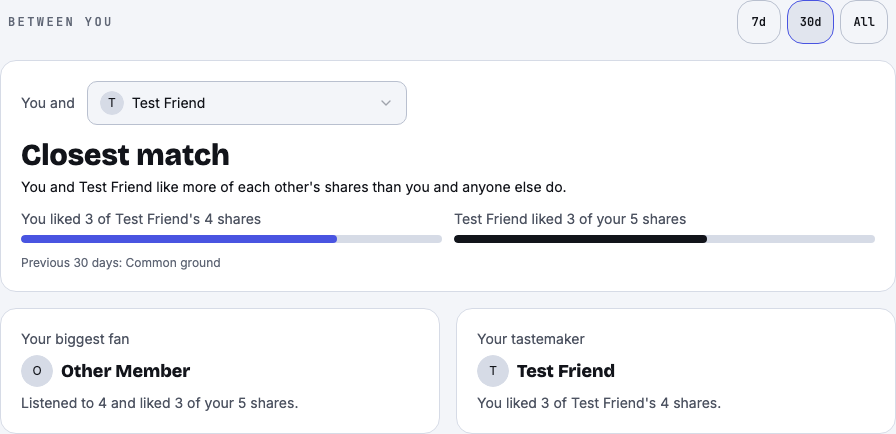 BETWEEN YOU
7d
30d
All
You and
T
Test Friend
Closest match
You and Test Friend like more of each other's shares than you and anyone else do.
You liked 3 of Test Friend's 4 shares
Test Friend liked 3 of your 5 shares
Previous 30 days: Common ground
Your biggest fan
O
Other Member
Listened to 4 and liked 3 of your 5 shares.
Your tastemaker
T
Test Friend
You liked 3 of Test Friend's 4 shares.